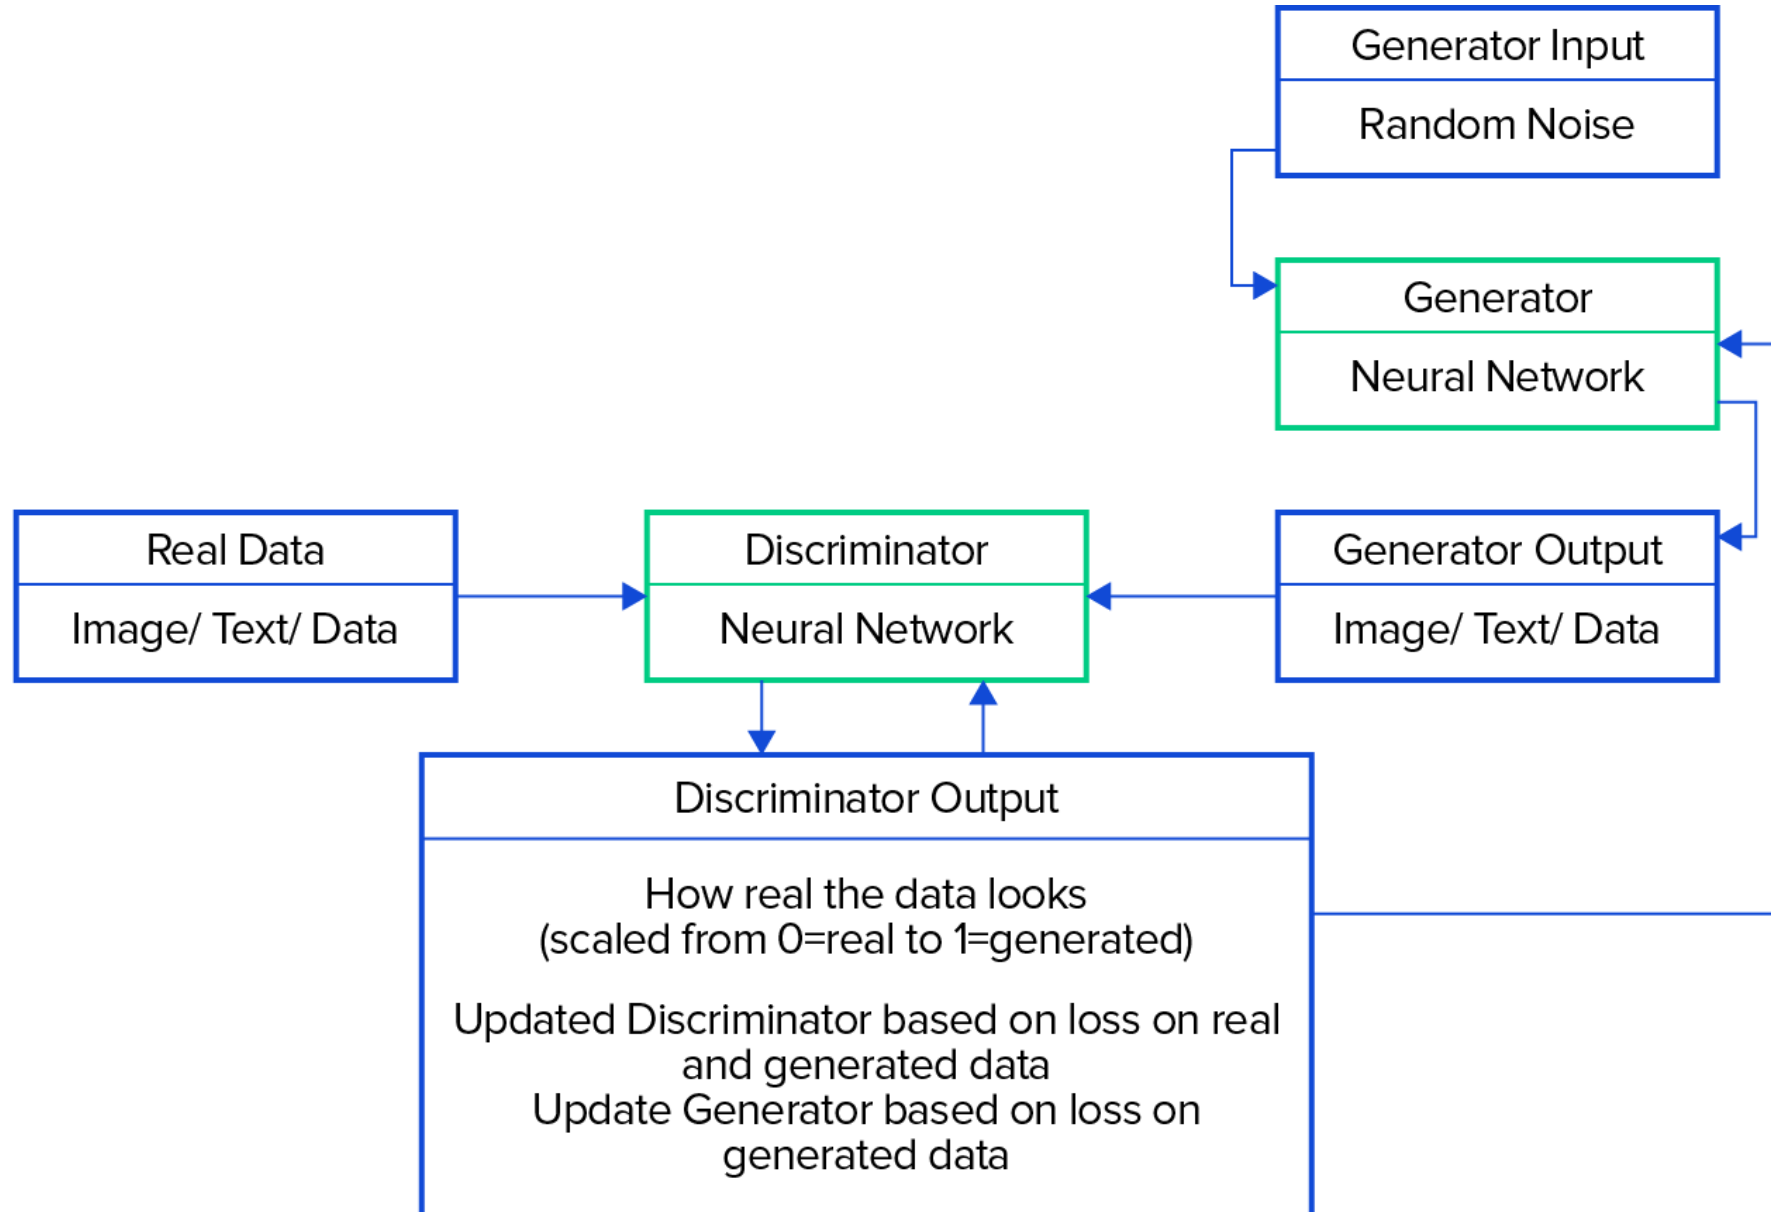 Generator Input
Random Noise
Generator
Neural Network
Real Data
Image/ Text/ Data
Discriminator
Neural Network
Generator Output
Image/ Text/ Data
Discriminator Output
How real the data looks
(scaled from 0=real to 1=generated)
Updated Discriminator based on loss on real
and generated data
Update Generator based on loss on
generated data